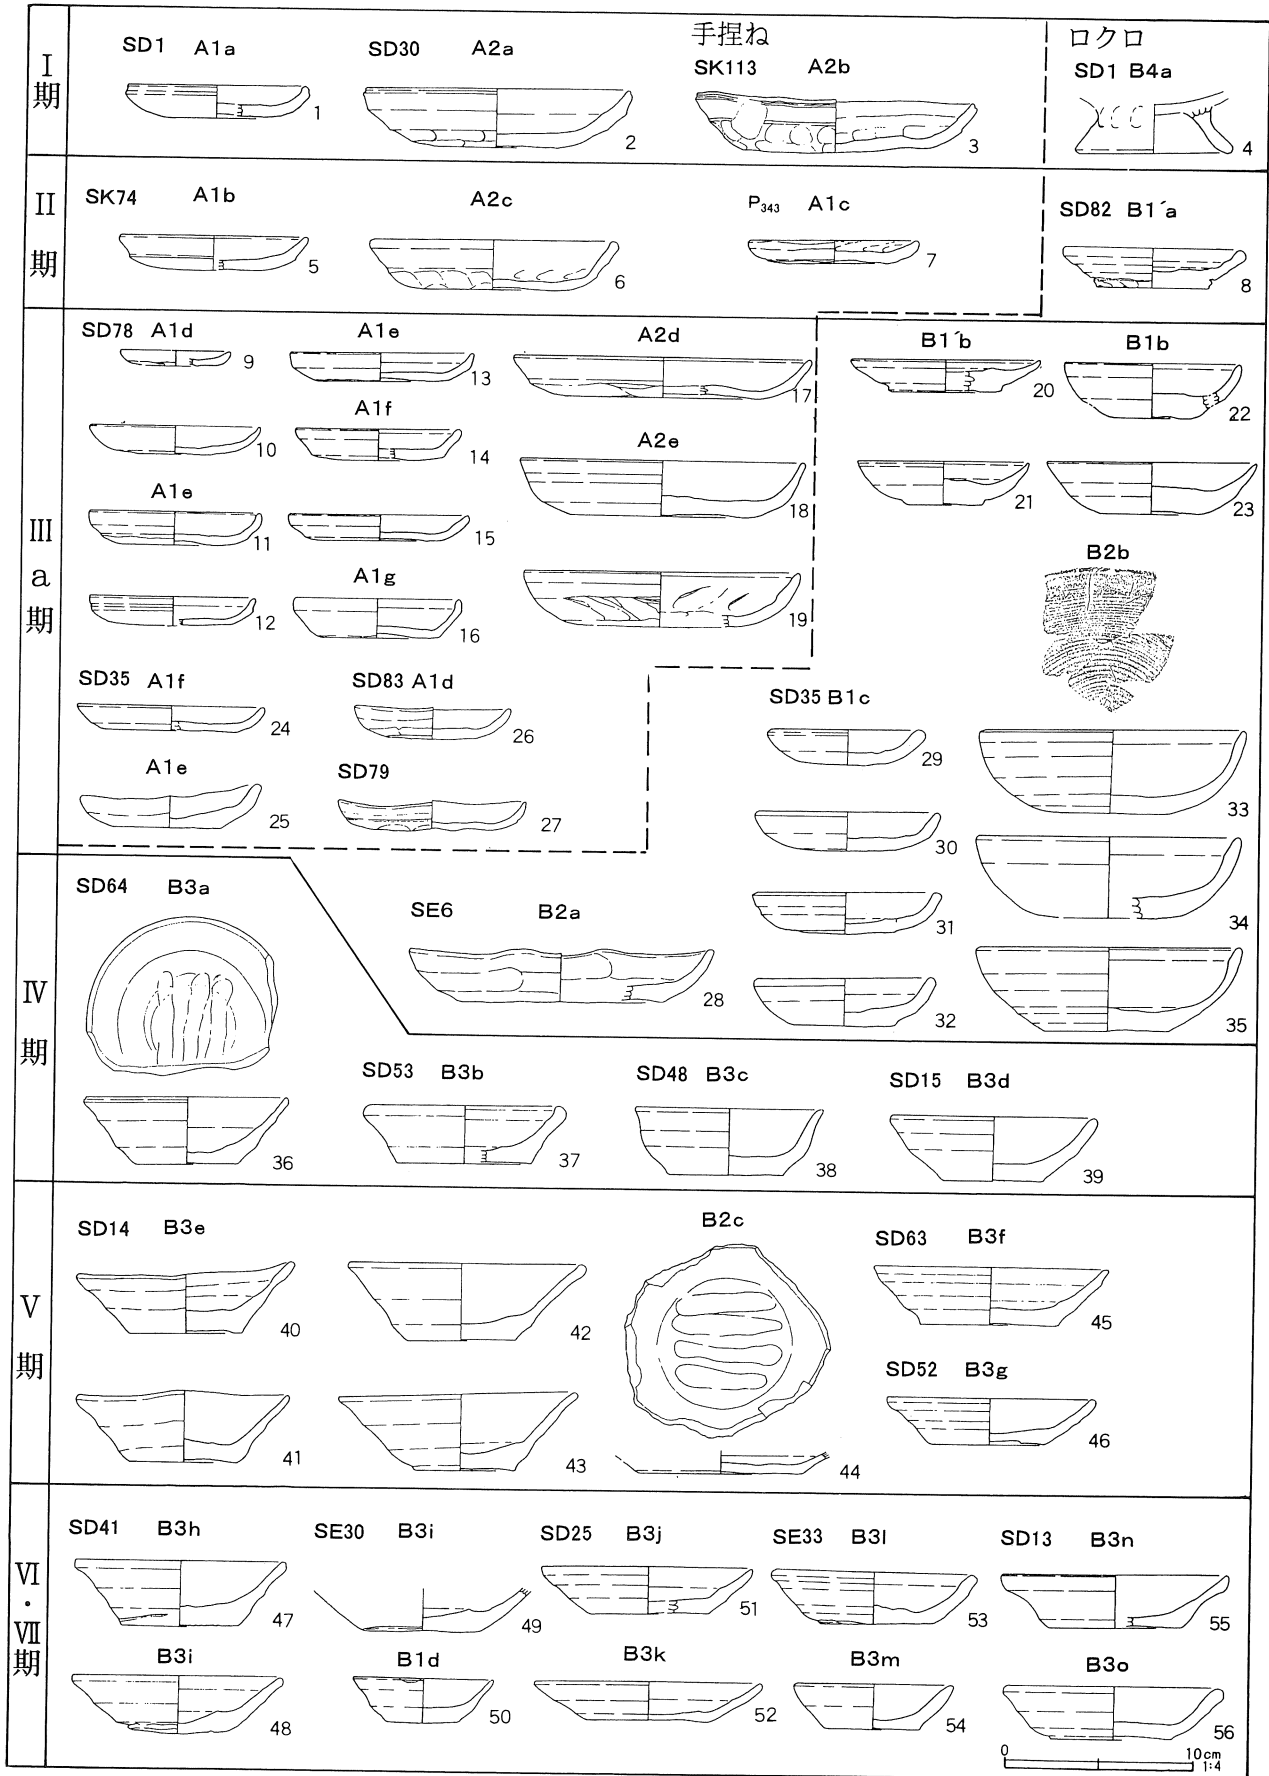 I期
手捏ね
ロクロ
SD1 A1a
SD30 A2a
SK113 A2b
SD1 B4a
1
2
3
4
II期
SK74 A1b
A2c
P343 A1c
SD82 B1´a
5
6
7
8
IIIa期
SD78 A1d
A1e
A2d
B1´b
B1b
9
13
17
20
22
A1f
10
14
A2e
18
21
23
A1e
11
15
B2b
A1g
12
16
19
SD35 A1f
SD83 A1d
SD35 B1c
24
26
29
33
A1e
SD79
25
27
30
34
31
32
35
SE6 B2a
28
IV期
SD64 B3a
36
SD53 B3b
37
SD48 B3c
38
SD15 B3d
39
V期
SD14 B3e
B2c
SD63 B3f
40
42
45
SD52 B3g
41
43
44
46
VI・VII期
SD41 B3h
SE30 B3i
SD25 B3j
SE33 B3l
SD13 B3n
47
49
51
53
55
B3i
B1d
B3k
B3m
B3o
48
50
52
54
56
0 10cm
1:4